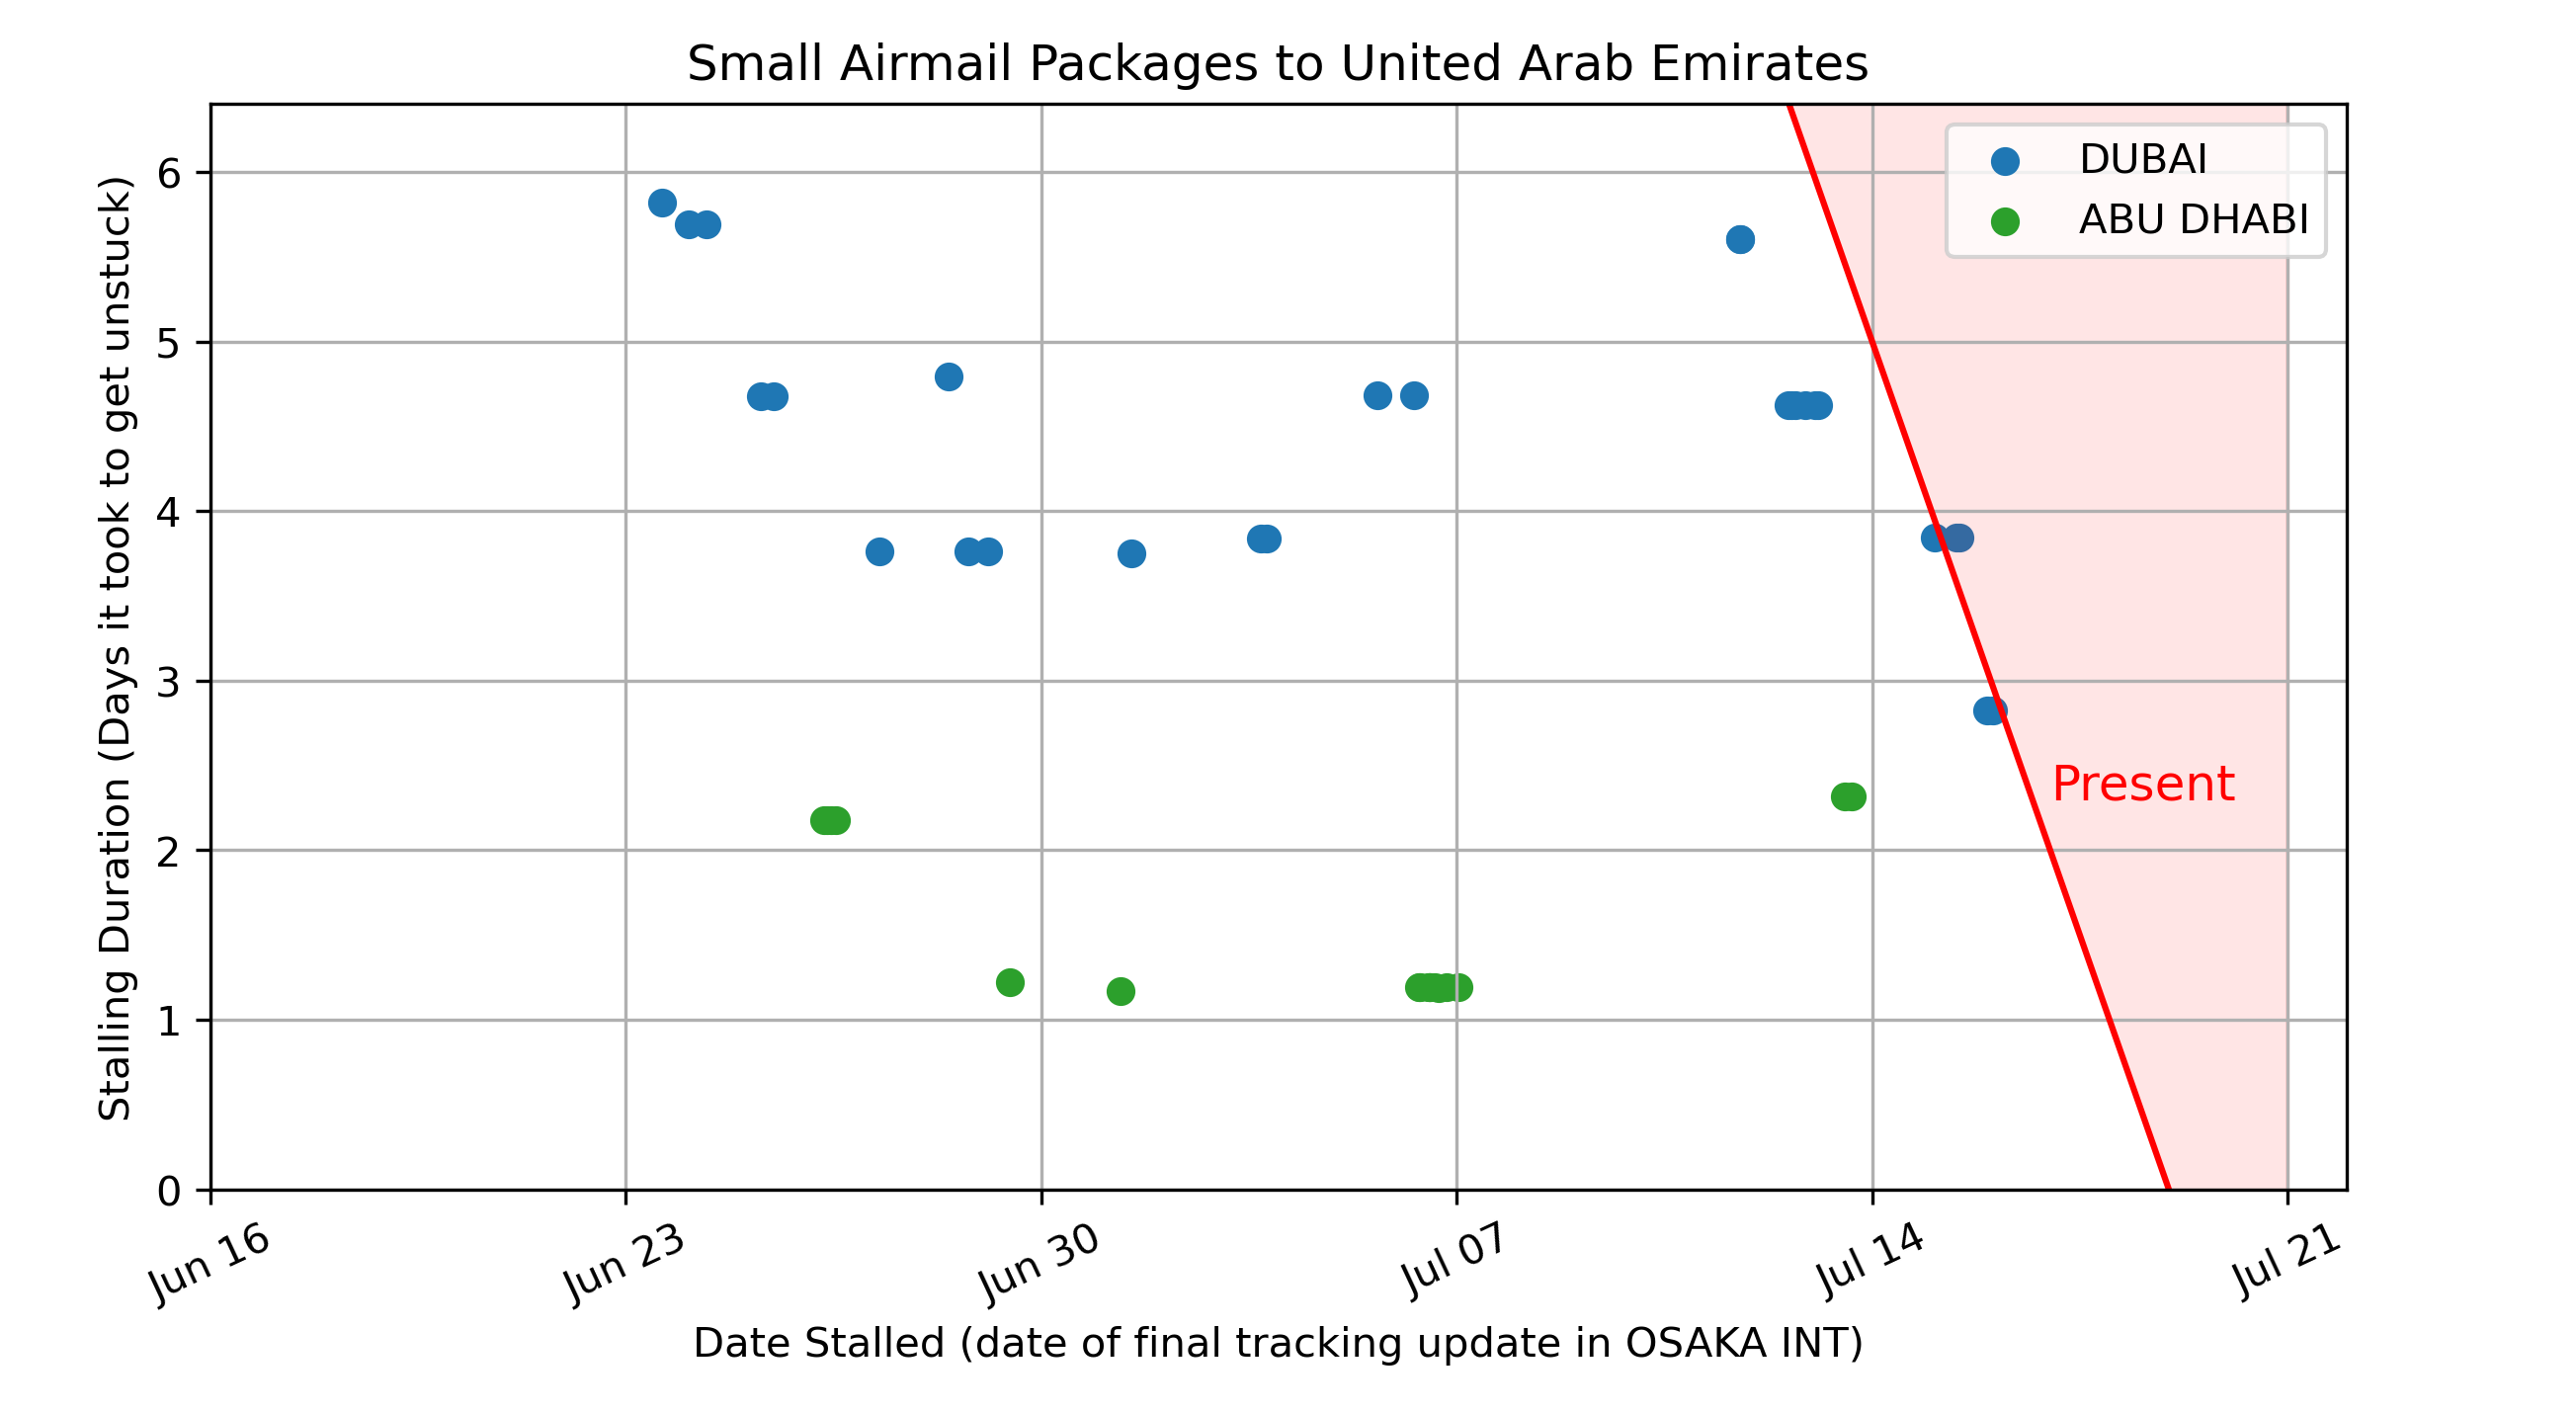 Small Airmail Packages to United Arab Emirates
DUBAI
ABU DHABI
Present
Stalling Duration (Days it took to get unstuck)
6
5
4
3
2
1
0
Jun 16
Jun 23
Jun 30
Jul 07
Jul 14
Jul 21
Date Stalled (date of final tracking update in OSAKA INT)